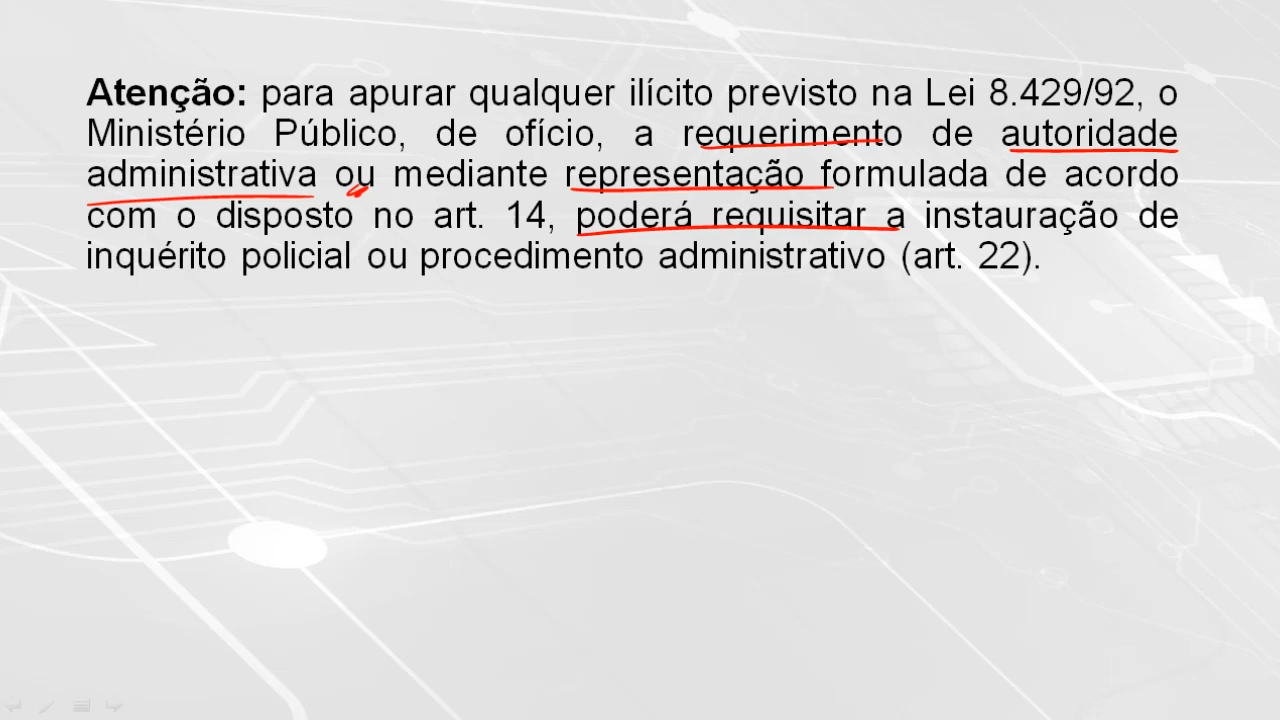 Atenção: para apurar qualquer ilícito previsto na Lei 8.429/92, o
Ministério Público, de ofício, a requerimento de autoridade
administrativa ou mediante representação formulada de acordo
com o disposto no art. 14, poderá requisitar a instauração de
inquérito policial ou procedimento administrativo (art. 22).